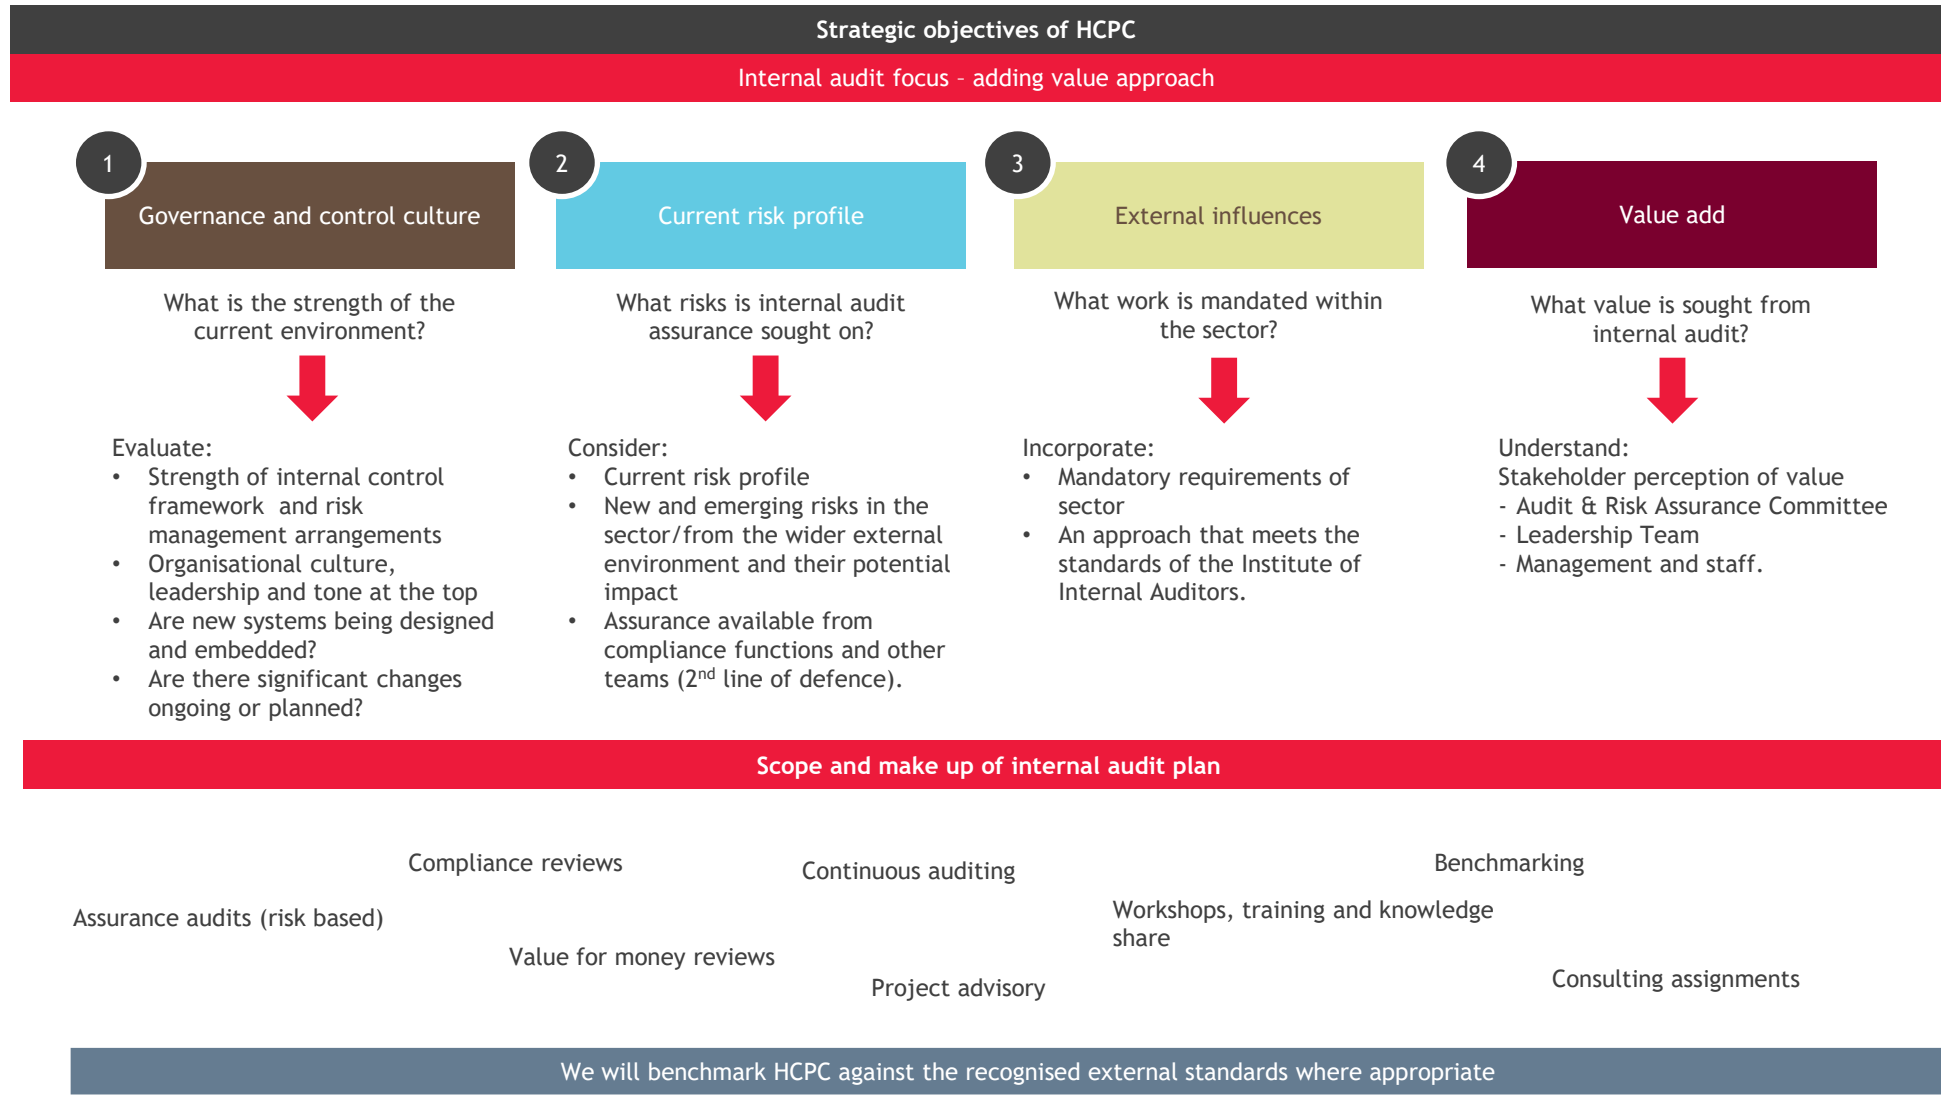 Strategic objectives of HCPC
Internal audit focus – adding value approach
1
Governance and control culture
What is the strength of the
current environment?
Evaluate:
• Strength of internal control
framework and risk
management arrangements
• Organisational culture,
leadership and tone at the top
• Are new systems being designed
and embedded?
• Are there significant changes
ongoing or planned?
2
Current risk profile
What risks is internal audit
assurance sought on?
Consider:
• Current risk profile
• New and emerging risks in the
sector/from the wider external
environment and their potential
impact
• Assurance available from
compliance functions and other
teams (2nd line of defence).
3
External influences
What work is mandated within
the sector?
Incorporate:
• Mandatory requirements of
sector
• An approach that meets the
standards of the Institute of
Internal Auditors.
4
Value add
What value is sought from
internal audit?
Understand:
Stakeholder perception of value
- Audit & Risk Assurance Committee
- Leadership Team
- Management and staff.
Scope and make up of internal audit plan
Assurance audits (risk based)
Compliance reviews
Value for money reviews
Continuous auditing
Project advisory
Workshops, training and knowledge
share
Benchmarking
Consulting assignments
We will benchmark HCPC against the recognised external standards where appropriate